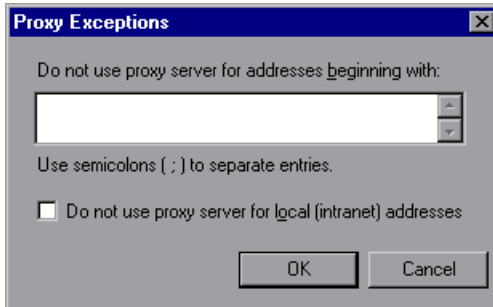 Proxy Exceptions
Do not use proxy server for addresses beginning with:
Use semicolons ( ; ) to separate entries.
Do not use proxy server for local (intranet) addresses
OK
Cancel